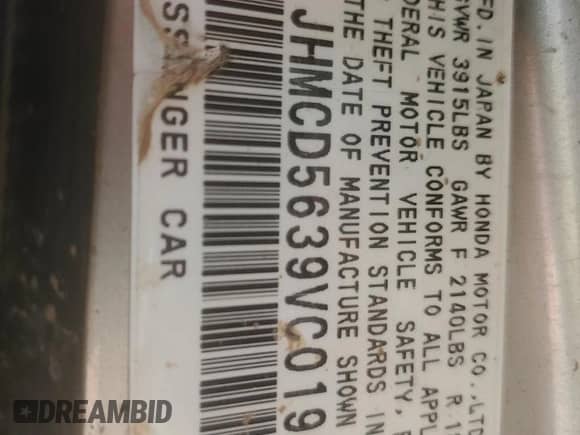 FD. IN JAPAN BY HONDA MOTOR CO.,LTD
GVWR 3915LBS GAWR F 2140LBS R 1
HIS VEHICLE CONFORMS TO ALL APPL
DERAL MOTOR VEHICLE SAFETY,
THEFT PREVENTION STANDARDS IN
THE DATE OF MANUFACTURE SHOWN
JHMCD5639VC019
SSENGER CAR
DREAMBID